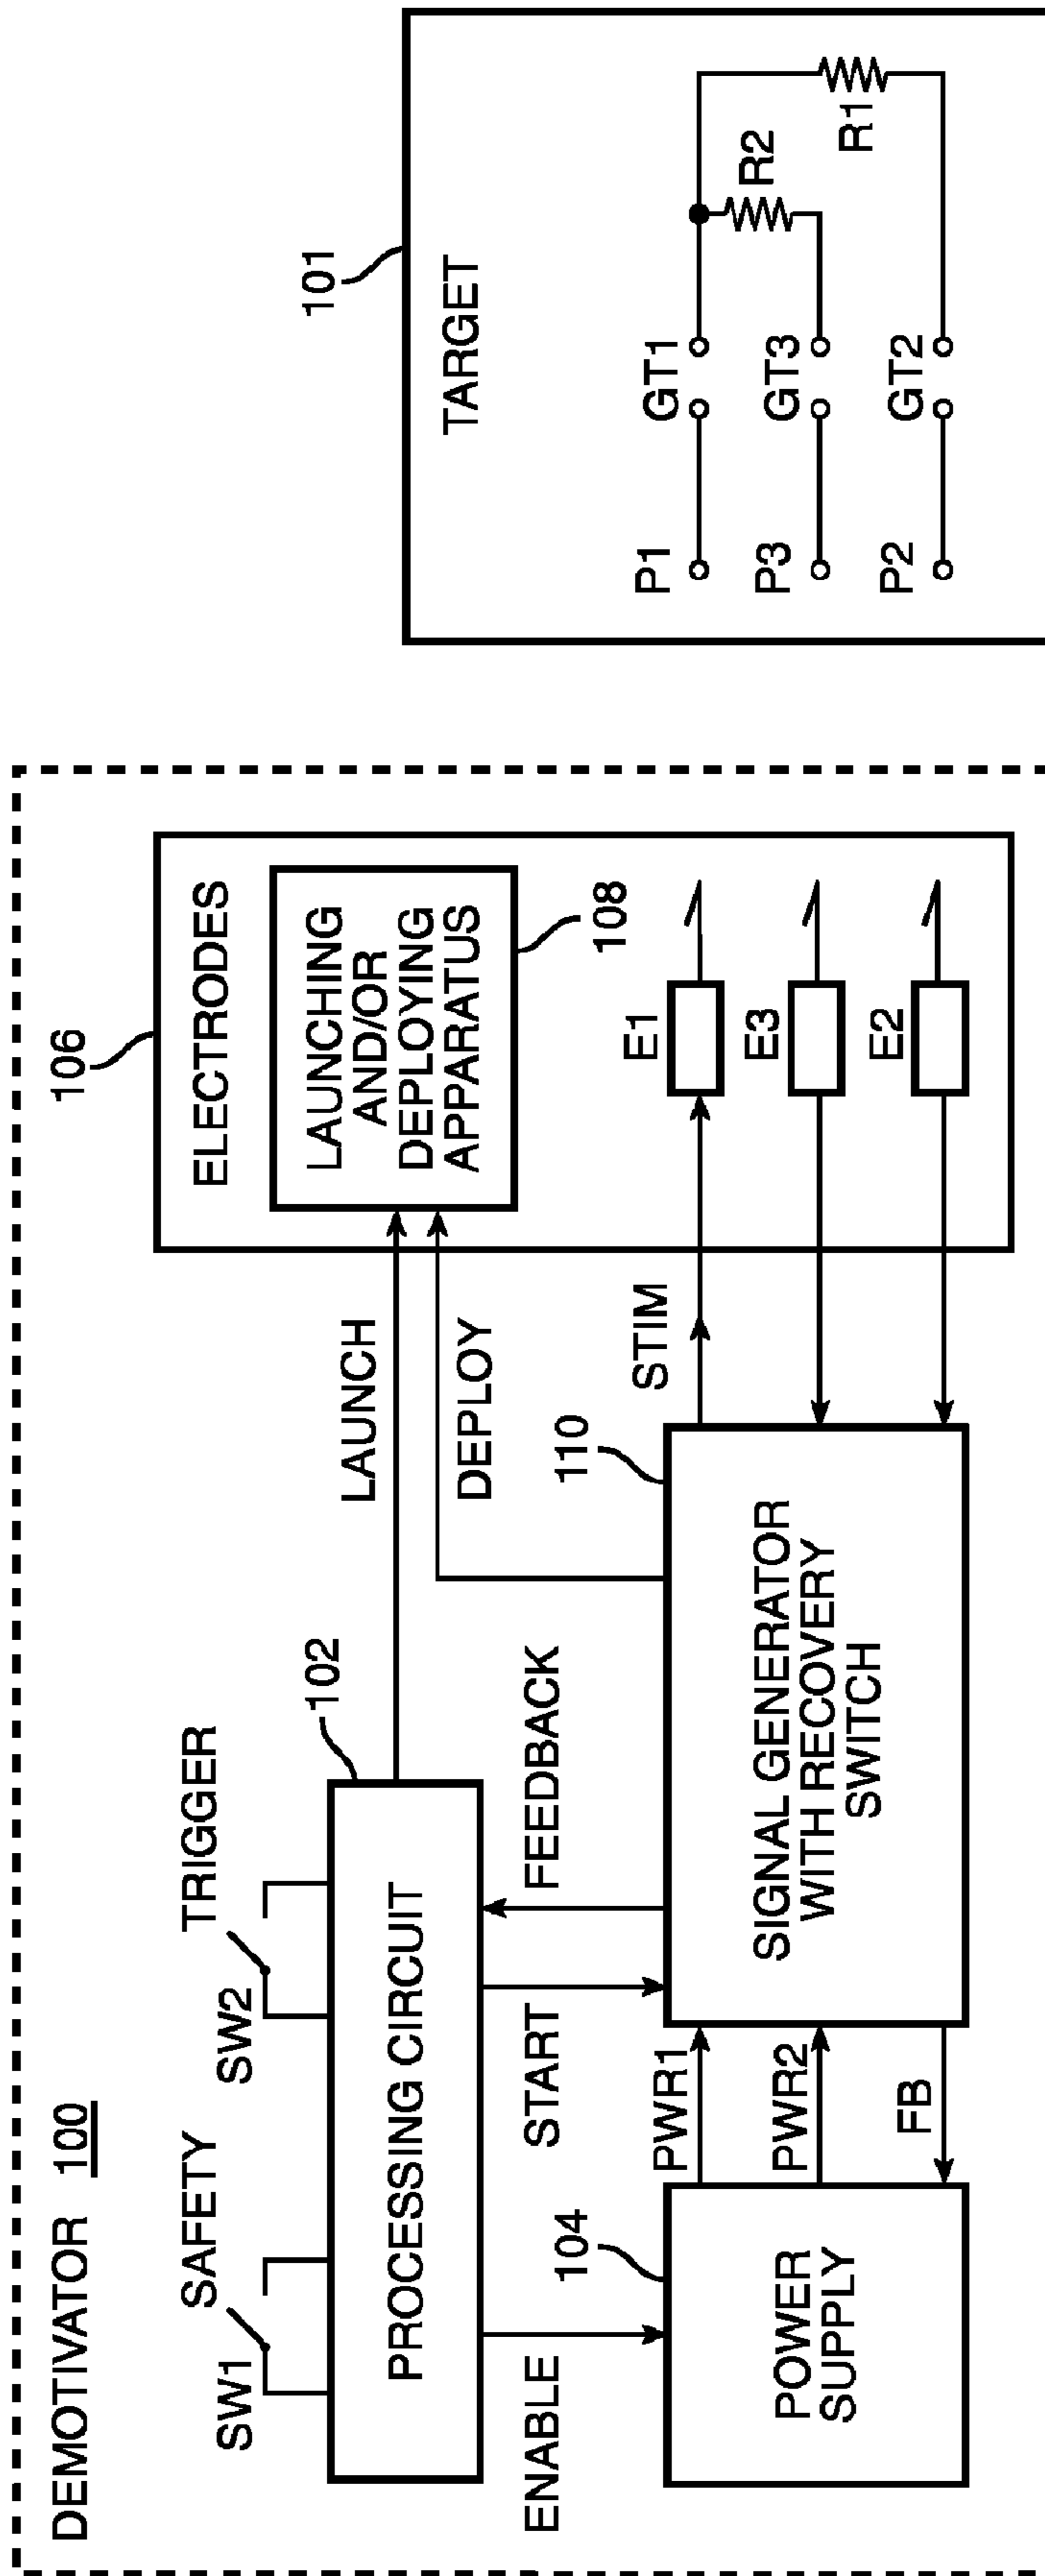 DEMOTIVATOR 100
SAFETY
SW1
TRIGGER
SW2
102
PROCESSING CIRCUIT
ENABLE
START
FEEDBACK
LAUNCH
DEPLOY
104
POWER
SUPPLY
PWR1
PWR2
FB
110
SIGNAL GENERATOR
WITH RECOVERY
SWITCH
STIM
106
ELECTRODES
LAUNCHING
AND/OR
DEPLOYING
APPARATUS
108
E1
E3
E2
101
TARGET
P1
GT1
P3
GT3
P2
GT2
R2
R1